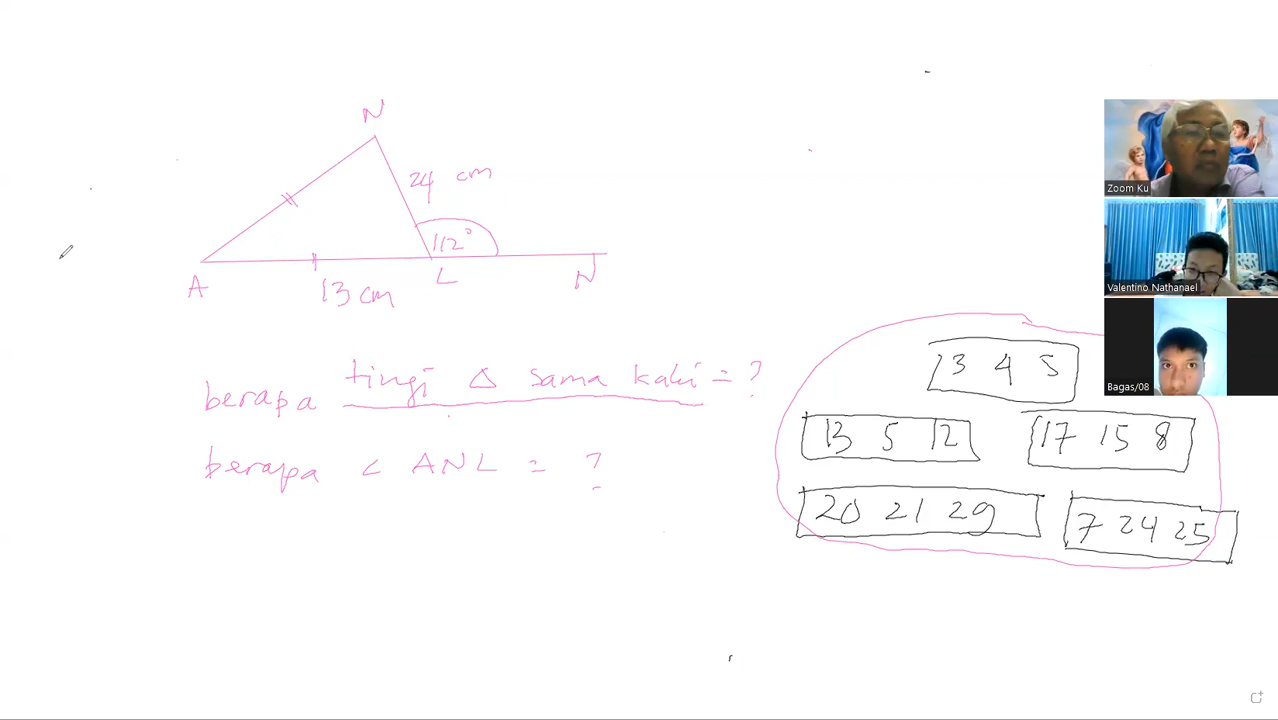 N
24 cm
112°
A
13 cm
L
N
berapa tingi Δ sama kaki = ?
berapa < ANL = ?
3 4 5
13 5 12
17 15 8
20 21 29
7 24 25
Zoom Ku
Valentino Nathanael
Bagas/08